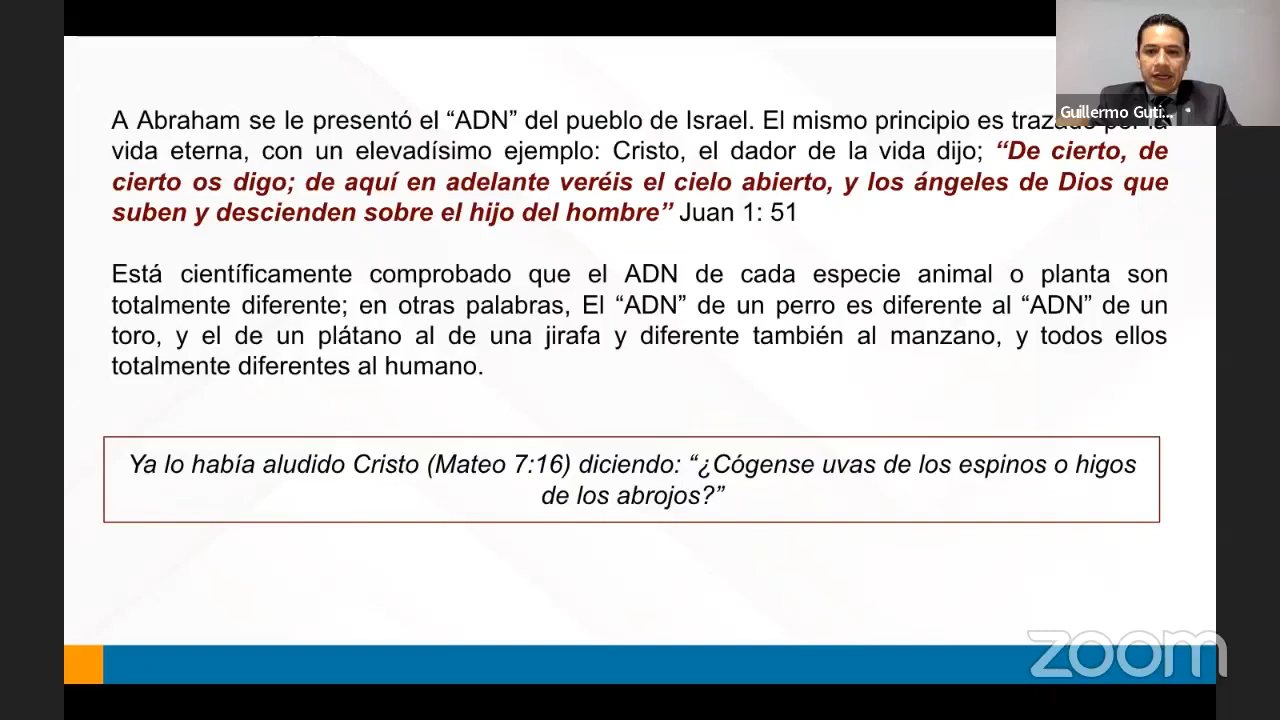 A Abraham se le presentó el “ADN” del pueblo de Israel. El mismo principio es trazado por la
vida eterna, con un elevadísimo ejemplo: Cristo, el dador de la vida dijo; “De cierto, de
cierto os digo; de aquí en adelante veréis el cielo abierto, y los ángeles de Dios que
suben y descienden sobre el hijo del hombre” Juan 1: 51
Está científicamente comprobado que el ADN de cada especie animal o planta son
totalmente diferente; en otras palabras, El “ADN” de un perro es diferente al “ADN” de un
toro, y el de un plátano al de una jirafa y diferente también al manzano, y todos ellos
totalmente diferentes al humano.
Ya lo había aludido Cristo (Mateo 7:16) diciendo: “¿Cógense uvas de los espinos o higos
de los abrojos?”
Guillermo Guti...
zoom